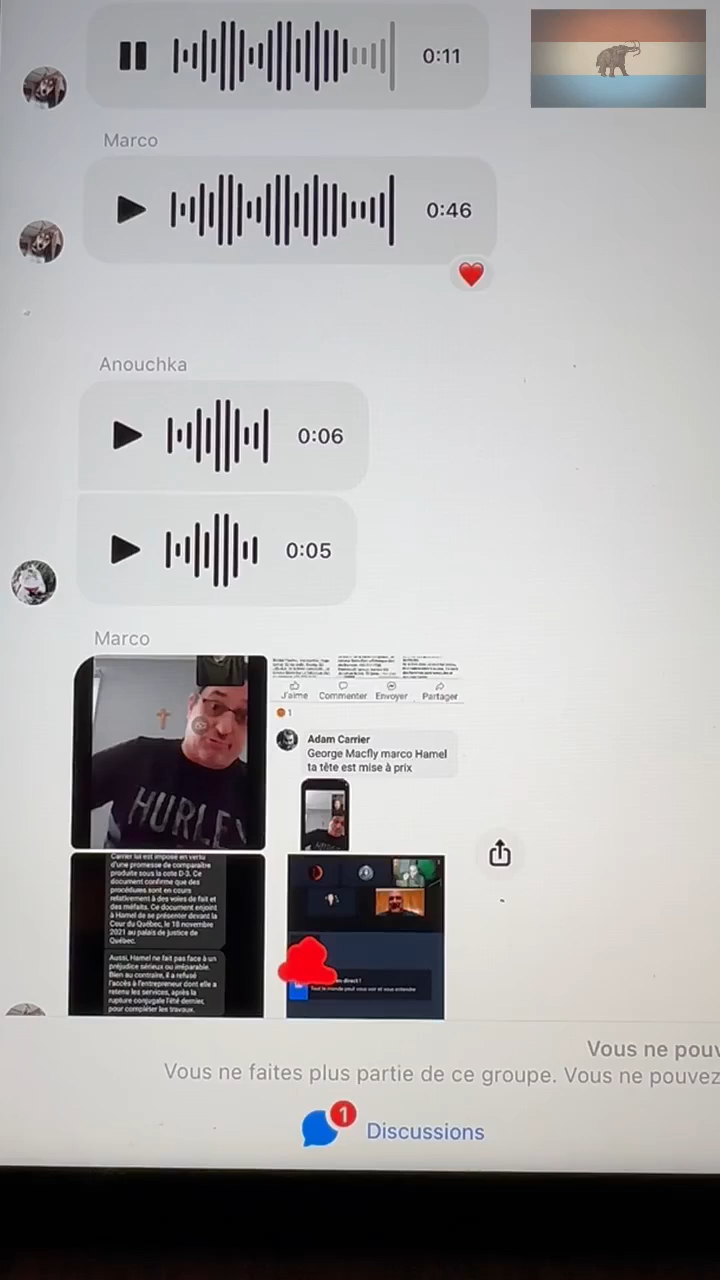 0:11
Marco
0:46
Anouchka
0:06
0:05
Marco
HURLEY
J'aime Commenter Envoyer Partager
1
Adam Carrier
George Macfly marco Hamel
ta tête est mise à prix
Carrier lui est imposé en vertu
d'une promesse de comparaître
produite sous la cote D-3. Ce
document confirme que des
procédures sont en cours
relativement à des voies de fait et
des méfaits. Ce document enjoint
à Hamel de se présenter devant la
Cour du Québec, le 18 novembre
2021 au palais de justice de
Québec.
Aussi, Hamel ne fait pas face à un
préjudice sérieux ou irréparable.
Bien au contraire, il a refusé
l'accès à l'entrepreneur dont elle a
retenu les services, après la
rupture conjugale l'été dernier,
pour compléter les travaux.
direct !
Tout le monde peut vous voir et vous entendre
Vous ne pouv
Vous ne faites plus partie de ce groupe. Vous ne pouvez
1
Discussions